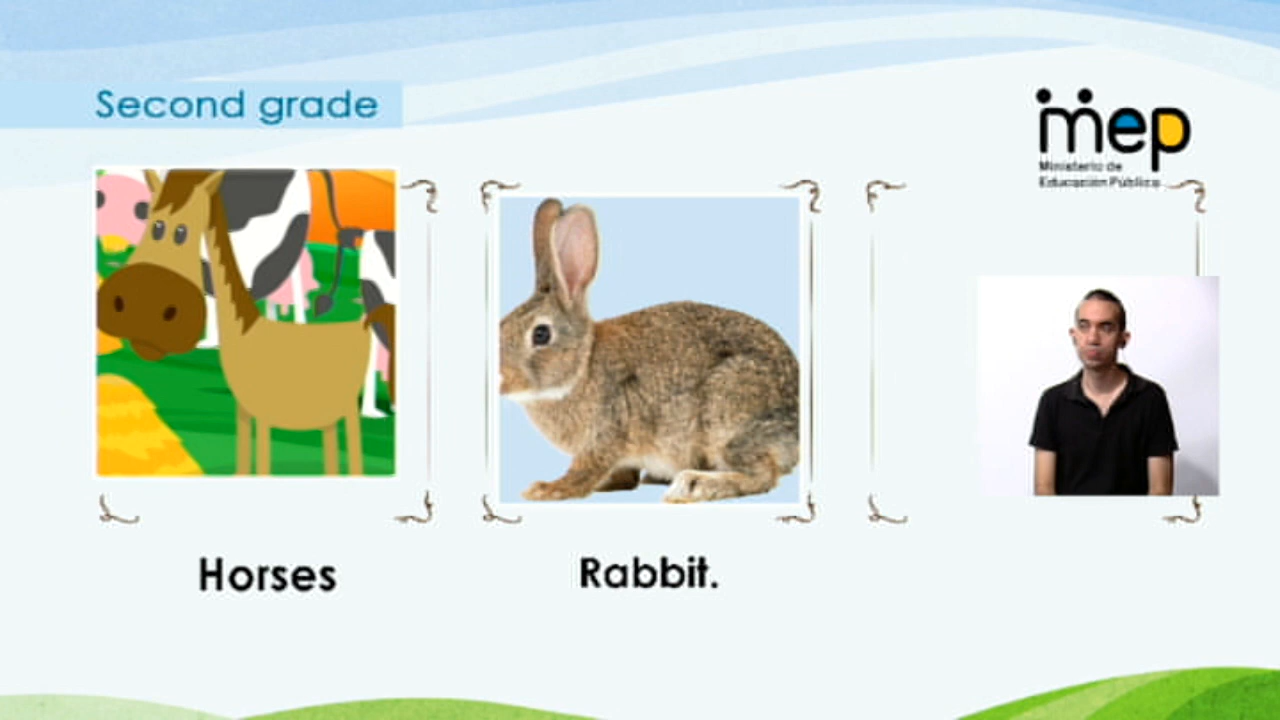 Second grade
mep
Ministerio de
Educación Pública
Horses
Rabbit.